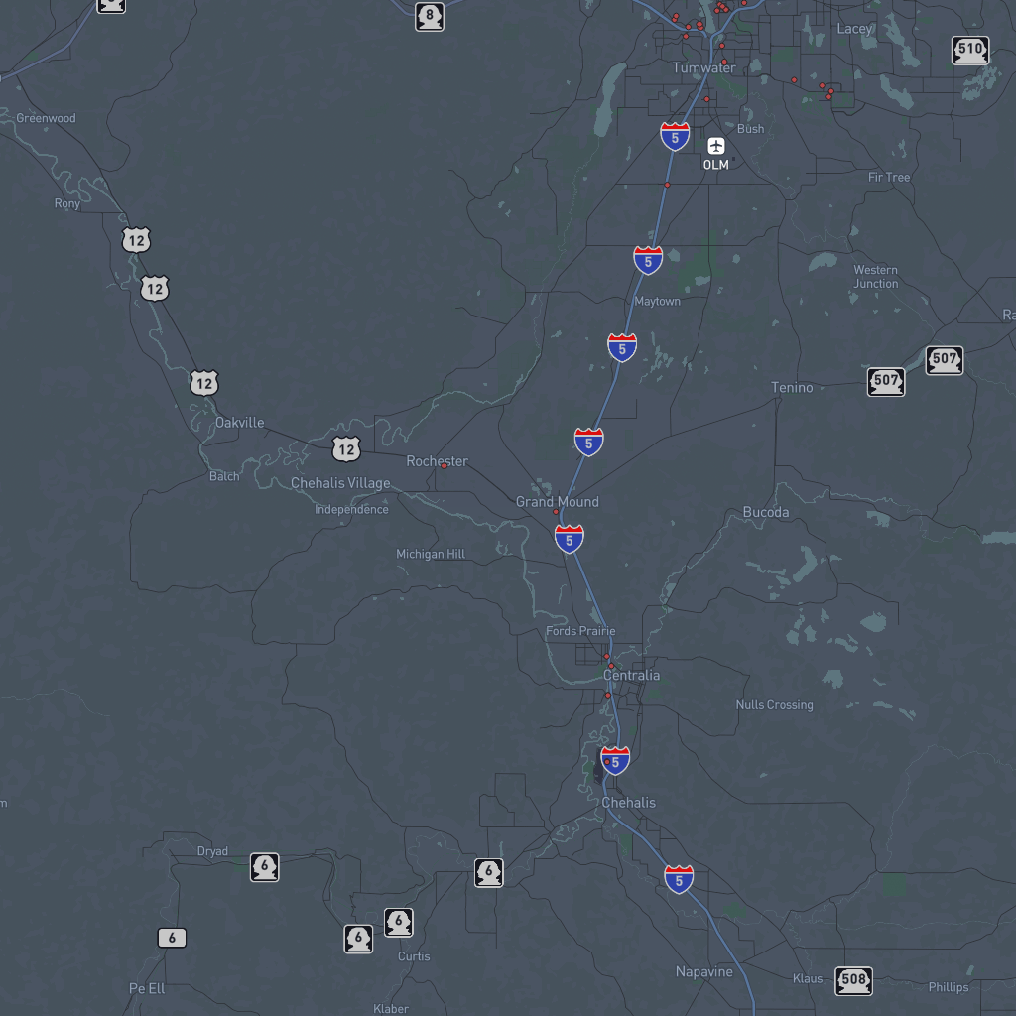 8
Lacey
510
Tumwater
5
Bush
OLM
Greenwood
Fir Tree
Rony
12
5
12
Western
Junction
Maytown
5
507
507
12
Tenino
Oakville
12
5
Rochester
Balch
Chehalis Village
Independence
Grand Mound
Bucoda
5
Michigan Hill
Fords Prairie
Centralia
Nulls Crossing
5
Chehalis
Dryad
6
6
5
6
6
6
Curtis
Napavine
Klaus
508
Phillips
Pe Ell
Klaber